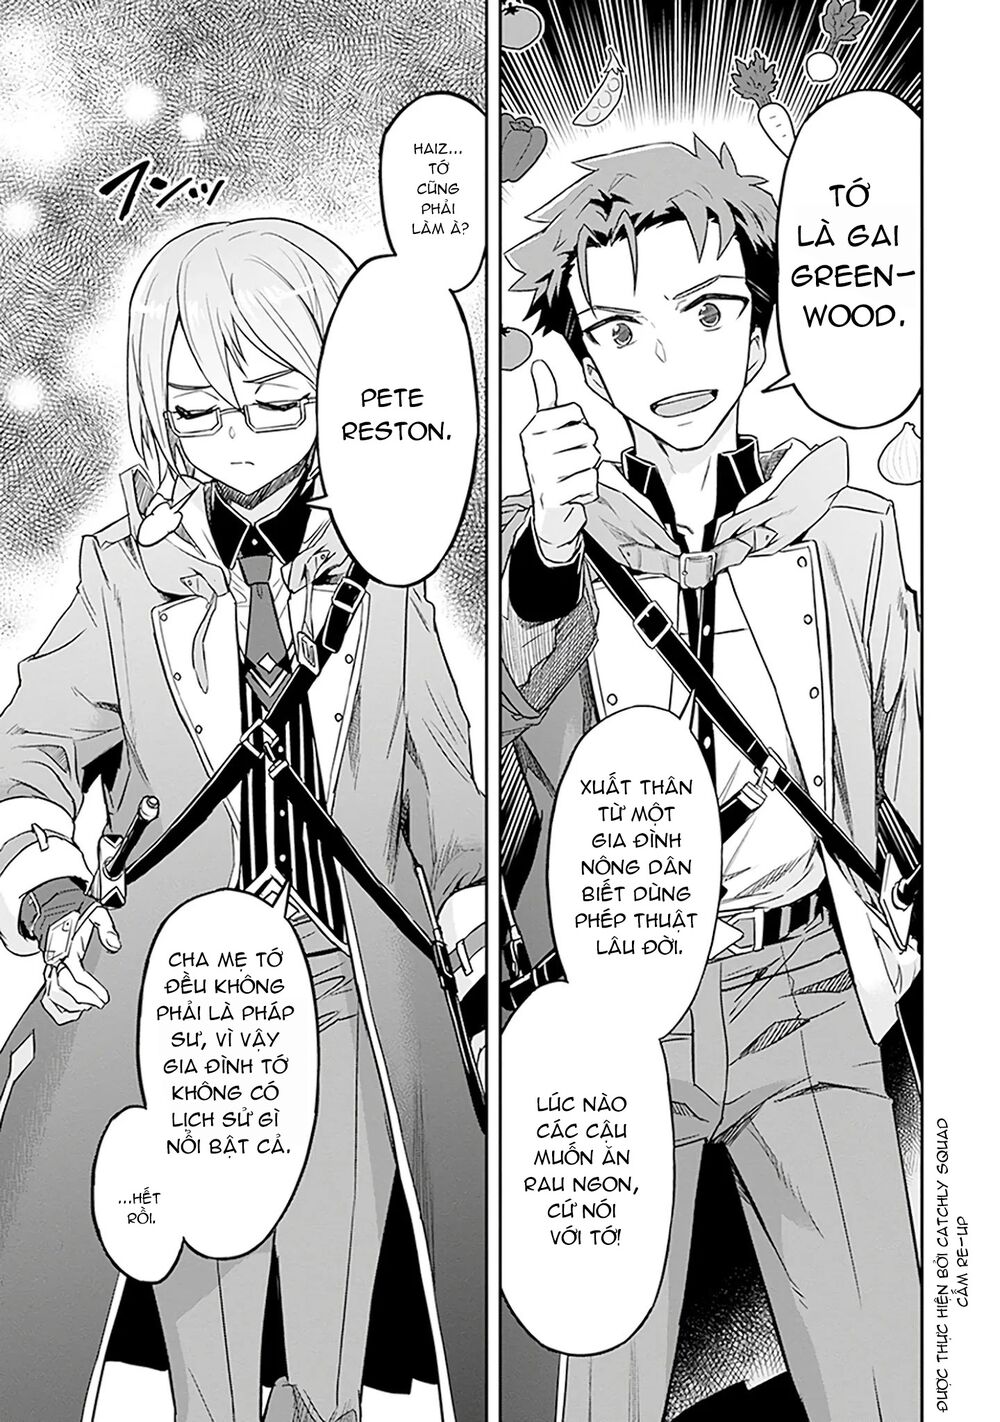 TỚ
LÀ GAI
GREEN-
WOOD.
XUẤT THÂN
TỪ MỘT
GIA ĐÌNH
NÔNG DÂN
BIẾT DÙNG
PHÉP THUẬT
LÂU ĐỜI.
LÚC NÀO
CÁC CẬU
MUỐN ĂN
RAU NGON,
CỨ NÓI
VỚI TỚ!
HAIZ...
TỚ
CŨNG
PHẢI
LÀM À?
フンッ
PETE
RESTON.
CHA MẸ TỚ
ĐỀU KHÔNG
PHẢI LÀ PHÁP
SƯ, VÌ VẬY
GIA ĐÌNH TỚ
KHÔNG CÓ
LỊCH SỬ GÌ
NỔI BẬT CẢ.
...HẾT
RỒI.
ĐƯỢC THỰC HIỆN BỞI CATCHLY SQUAD
CẤM RE-UP